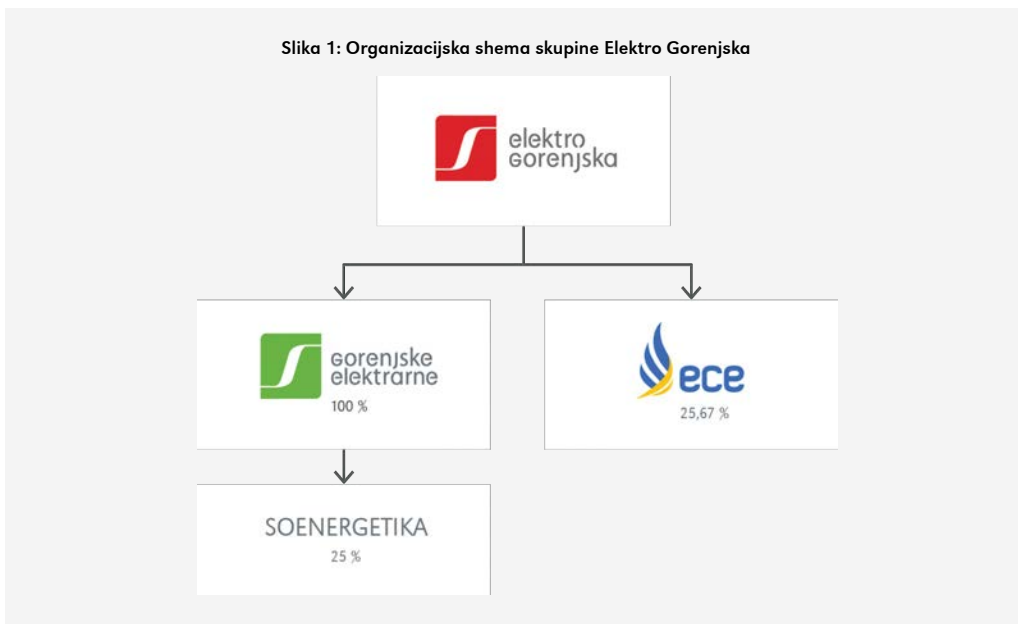 Slika 1: Organizacijska shema skupine Elektro Gorenjska
elektro
gorenjska
gorenjske
elektrarne
100 %
ece
25,67 %
SOENERGETIKA
25 %